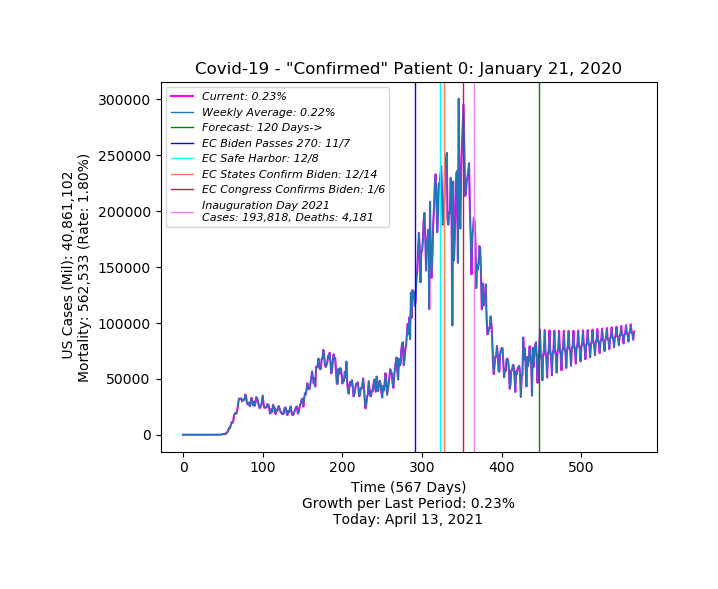 Covid-19 - "Confirmed" Patient 0: January 21, 2020
Current: 0.23%
Weekly Average: 0.22%
Forecast: 120 Days->
EC Biden Passes 270: 11/7
EC Safe Harbor: 12/8
EC States Confirm Biden: 12/14
EC Congress Confirms Biden: 1/6
Inauguration Day 2021
Cases: 193,818, Deaths: 4,181
US Cases (Mil): 40,861,102
Mortality: 562,533 (Rate: 1.80%)
300000
250000
200000
150000
100000
50000
0
0 100 200 300 400 500
Time (567 Days)
Growth per Last Period: 0.23%
Today: April 13, 2021